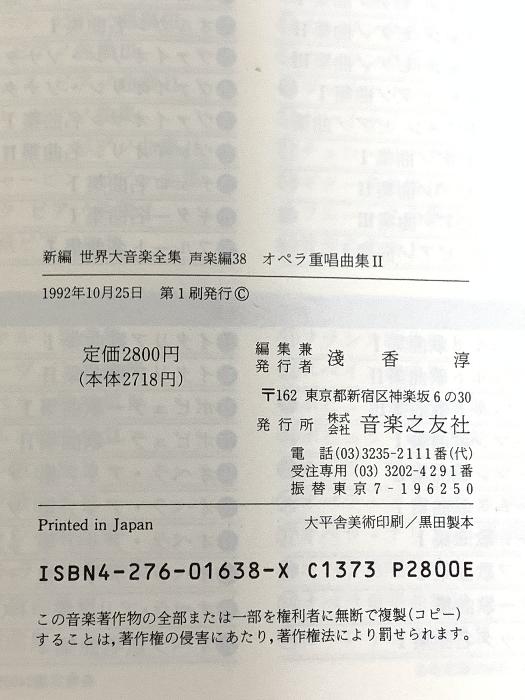 新編 世界大音楽全集 声楽編38 オペラ重唱曲集II
1992年10月25日 第1刷発行©
定価2800円
(本体2718円)
編集兼
発行者 淺香淳
〒162 東京都新宿区神楽坂6の30
発行所 株式会社 音楽之友社
電話(03)3235-2111番(代)
受注専用(03)3202-4291番
振替東京7-196250
Printed in Japan 大平舎美術印刷/黒田製本
ISBN4-276-01638-X C1373 P2800E
この音楽著作物の全部または一部を権利者に無断で複製(コピー)
することは,著作権の侵害にあたり,著作権法により罰せられます。